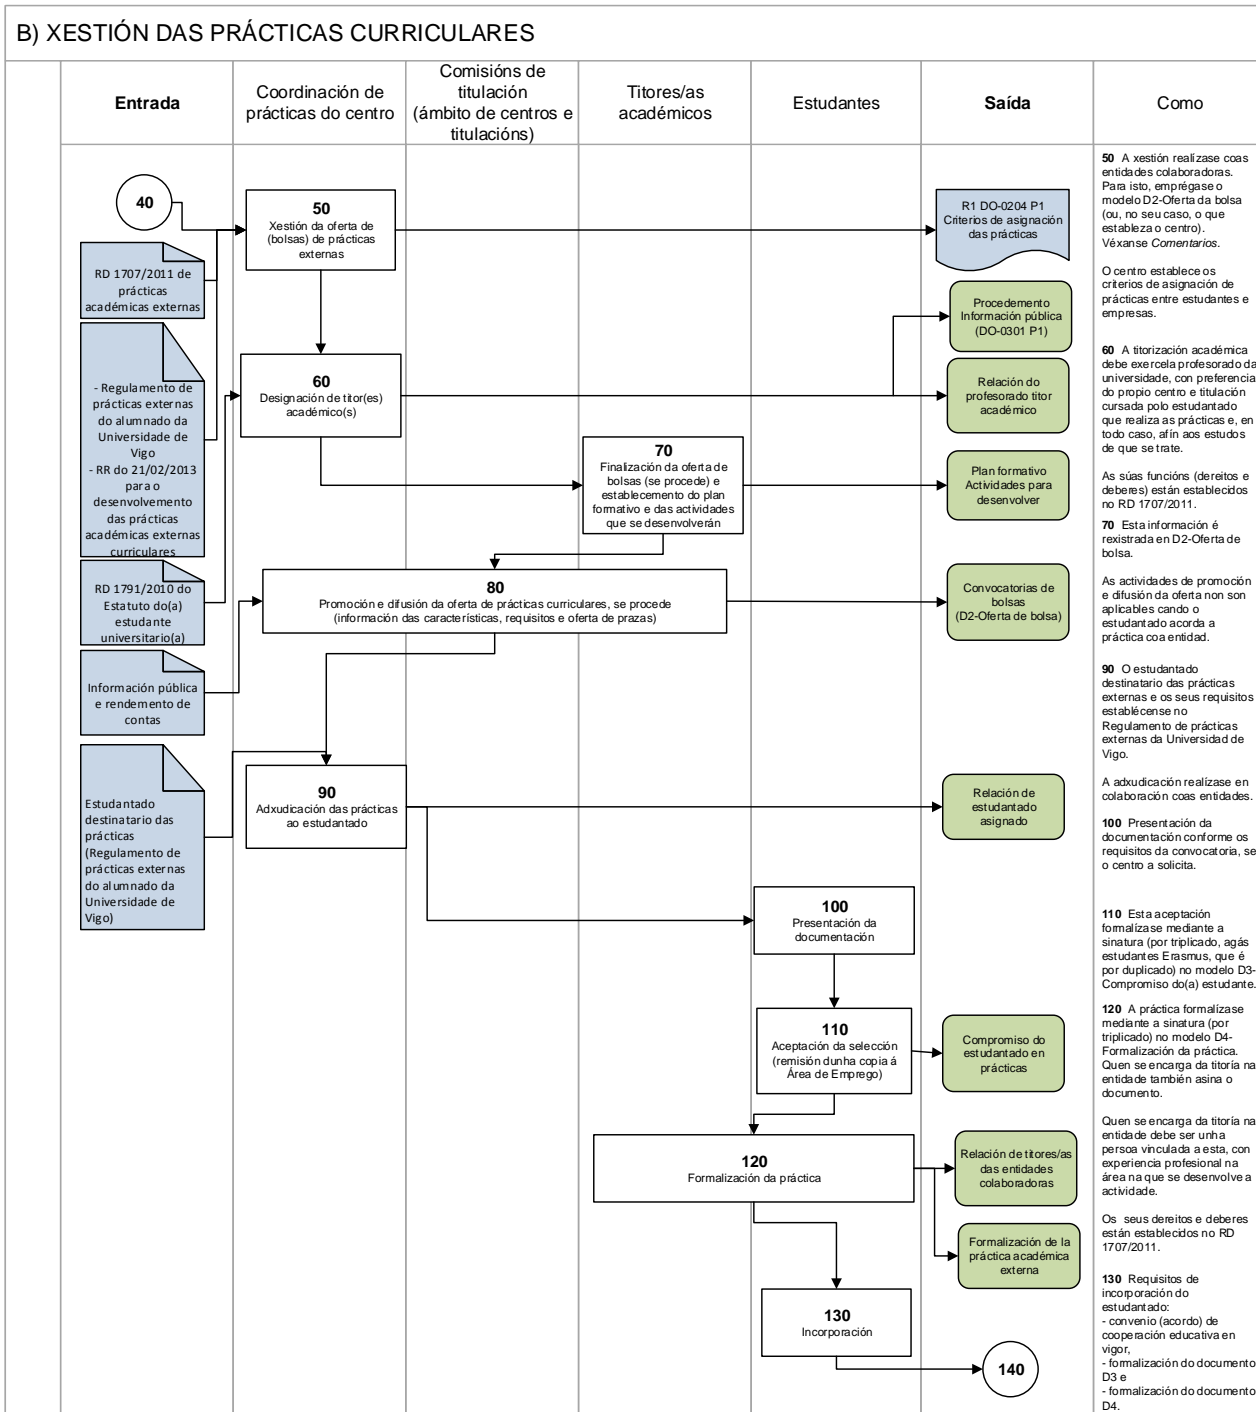 B) XESTIÓN DAS PRÁCTICAS CURRICULARES
Entrada
Coordinación de
prácticas do centro
Comisións de
titulación
(ámbito de centros e
titulacións)
Titores/as
académicos
Estudantes
Saída
Como
40
RD 1707/2011 de
prácticas
académicas externas
- Regulamento de
prácticas externas
do alumnado da
Universidade de
Vigo
- RR do 21/02/2013
para o
desenvolvemento
das prácticas
académicas externas
curriculares
RD 1791/2010 do
Estatuto do(a)
estudante
universitario(a)
Información pública
e rendemento de
contas
Estudantado
destinatario das
prácticas
(Regulamento de
prácticas externas
do alumnado da
Universidade de
Vigo)
50
Xestión da oferta de
(bolsas) de prácticas
externas
60
Designación de titor(es)
académico(s)
70
Finalización da oferta de
bolsas (se procede) e
establecemento do plan
formativo e das actividades
que se desenvolverán
80
Promoción e difusión da oferta de prácticas curriculares, se procede
(información das características, requisitos e oferta de prazas)
90
Adxudicación das prácticas
ao estudantado
100
Presentación da
documentación
110
Aceptación da selección
(remisión dunha copia á
Área de Emprego)
120
Formalización da práctica
130
Incorporación
R1 DO-0204 P1
Criterios de asignación
das prácticas
Procedemento
Información pública
(DO-0301 P1)
Relación do
profesorado titor
académico
Plan formativo
Actividades para
desenvolver
Convocatorias de
bolsas
(D2-Oferta de bolsa)
Relación de
estudantado
asignado
Compromiso do
estudantado en
prácticas
Relación de titores/as
das entidades
colaboradoras
Formalización de la
práctica académica
externa
140
50 A xestión realízase coas
entidades colaboradoras.
Para isto, emprégase o
modelo D2-Oferta da bolsa
(ou, no seu caso, o que
estableza o centro).
Véxanse Comentarios.
O centro establece os
criterios de asignación de
prácticas entre estudantes e
empresas.
60 A titorización académica
debe exercela profesorado da
universidade, con preferencia
do propio centro e titulación
cursada polo estudantado
que realiza as prácticas e, en
todo caso, afín aos estudos
de que se trate.
As súas funcións (dereitos e
deberes) están establecidos
no RD 1707/2011.
70 Esta información é
rexistrada en D2-Oferta de
bolsa.
As actividades de promoción
e difusión da oferta non son
aplicables cando o
estudantado acorda a
práctica coa entidad.
90 O estudantado
destinatario das prácticas
externas e os seus requisitos
establécense no
Regulamento de prácticas
externas da Universidad de
Vigo.
A adxudicación realízase en
colaboración coas entidades.
100 Presentación da
documentación conforme os
requisitos da convocatoria, se
o centro a solicita.
110 Esta aceptación
formalízase mediante a
sinatura (por triplicado, agás
estudantes Erasmus, que é
por duplicado) no modelo D3-
Compromiso do(a) estudante.
120 A práctica formalízase
mediante a sinatura (por
triplicado) no modelo D4-
Formalización da práctica.
Quen se encarga da titoría na
entidade também asina o
documento.
Quen se encarga da titoría na
entidade debe ser unha
persoa vinculada a esta, con
experiencia profesional na
área na que se desenvolve a
actividade.
Os seus dereitos e deberes
están establecidos no RD
1707/2011.
130 Requisitos de
incorporación do
estudantado:
- convenio (acordo) de
cooperación educativa en
vigor,
- formalización do documento
D3 e
- formalización do documento
D4.